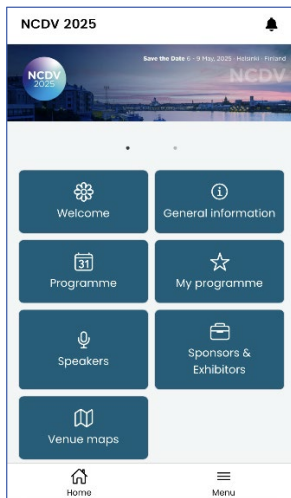 NCDV 2025
Save the Date 6 - 9 May, 2025 · Helsinki · Finland
NCDV
NCDV
2025
Welcome
General information
31
Programme
My programme
Speakers
Sponsors &
Exhibitors
Venue maps
Home
Menu